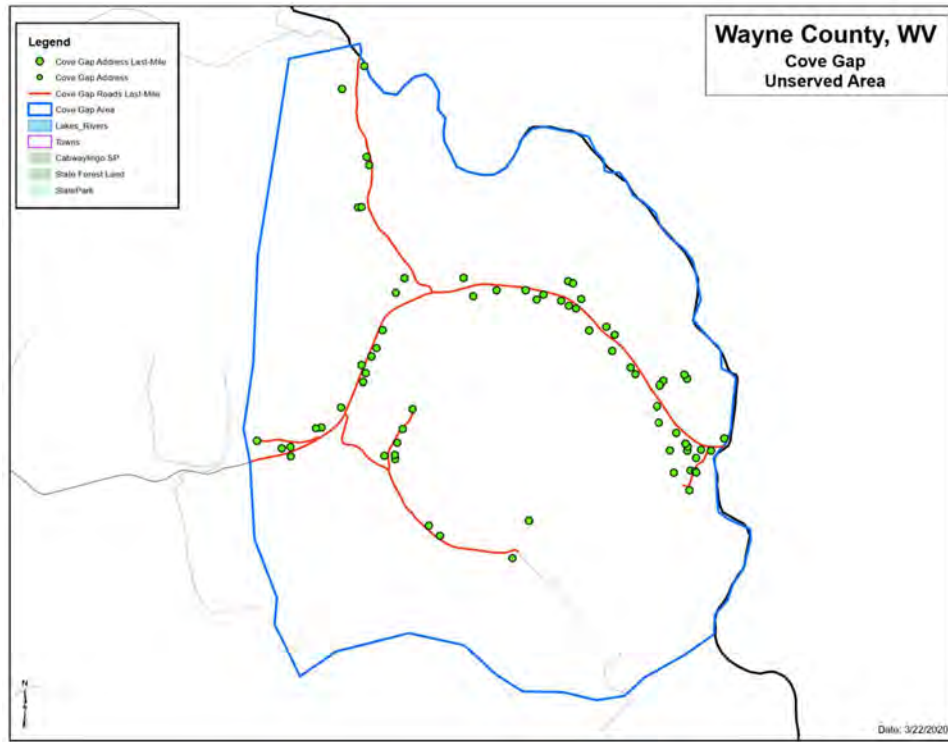 Wayne County, WV
Cove Gap
Unserved Area
Legend
Cove Gap Address Last-Mile
Cove Gap Address
Cove Gap Roads Last-Mile
Cove Gap Area
Lakes_Rivers
Towns
Cabwaylingo SP
State Forest Land
StatePark
N
Date: 3/22/2020